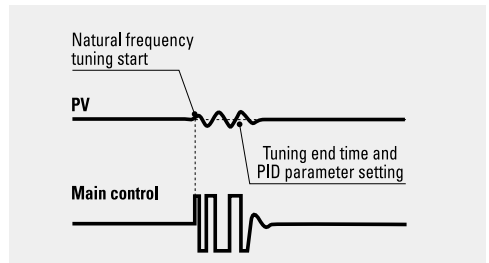 Natural frequency
tuning start
PV
Tuning end time and
PID parameter setting
Main control